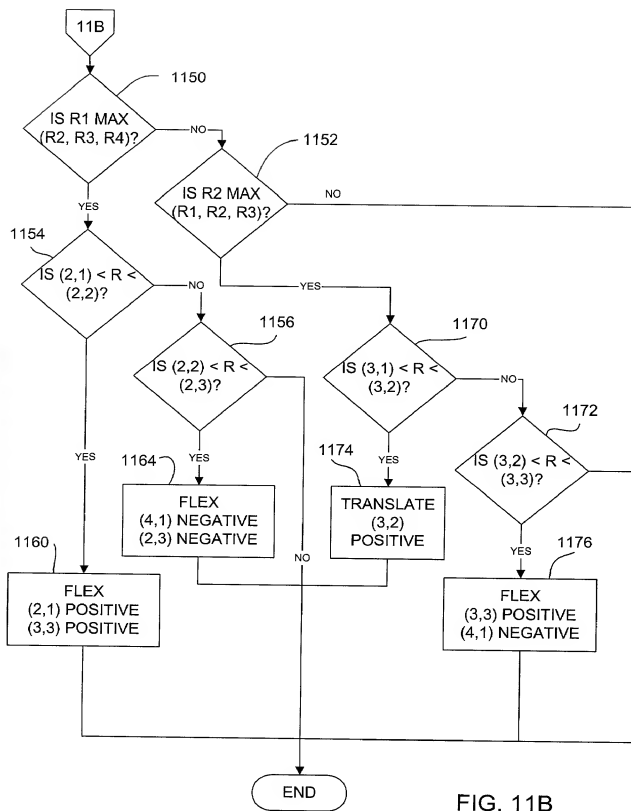 11B
1150
IS R1 MAX
(R2, R3, R4)?
NO
1152
IS R2 MAX
(R1, R2, R3)?
NO
YES
1154
IS (2,1) < R <
(2,2)?
NO
YES
1156
IS (2,2) < R <
(2,3)?
1170
IS (3,1) < R <
(3,2)?
NO
1172
IS (3,2) < R <
(3,3)?
YES
YES
YES
1164
FLEX
(4,1) NEGATIVE
(2,3) NEGATIVE
1174
TRANSLATE
(3,2)
POSITIVE
NO
YES
1160
FLEX
(2,1) POSITIVE
(3,3) POSITIVE
1176
FLEX
(3,3) POSITIVE
(4,1) NEGATIVE
END
FIG. 11B